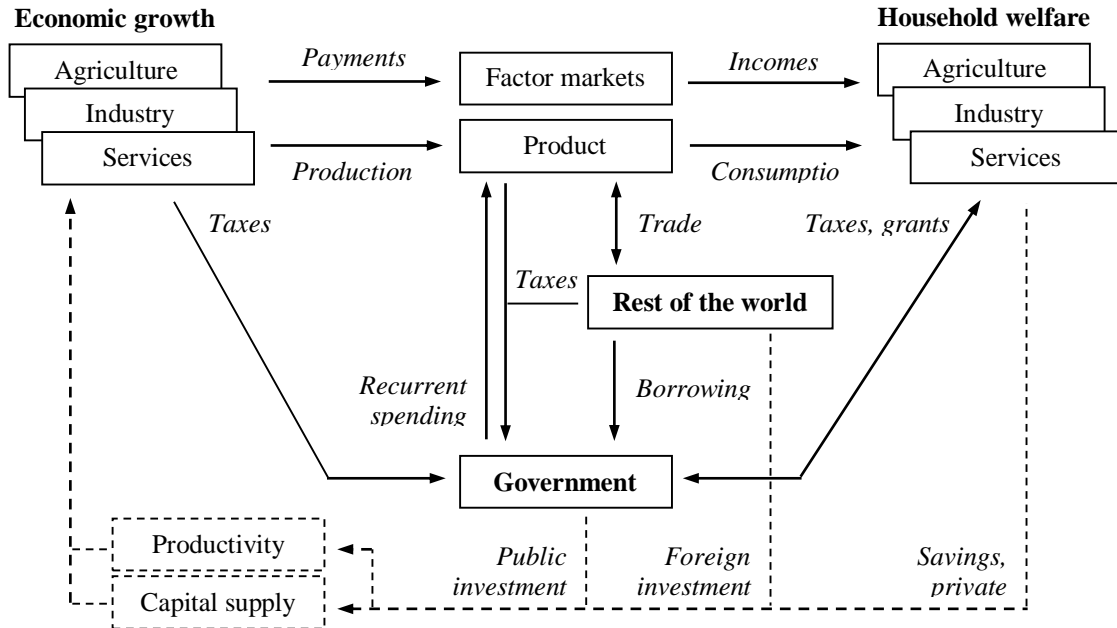 Economic growth
Household welfare
Agriculture
Industry
Services
Payments
Factor markets
Incomes
Agriculture
Industry
Services
Production
Product
Consumptio
Taxes
Trade
Taxes, grants
Taxes
Rest of the world
Recurrent
spending
Borrowing
Government
Productivity
Capital supply
Public
investment
Foreign
investment
Savings,
private